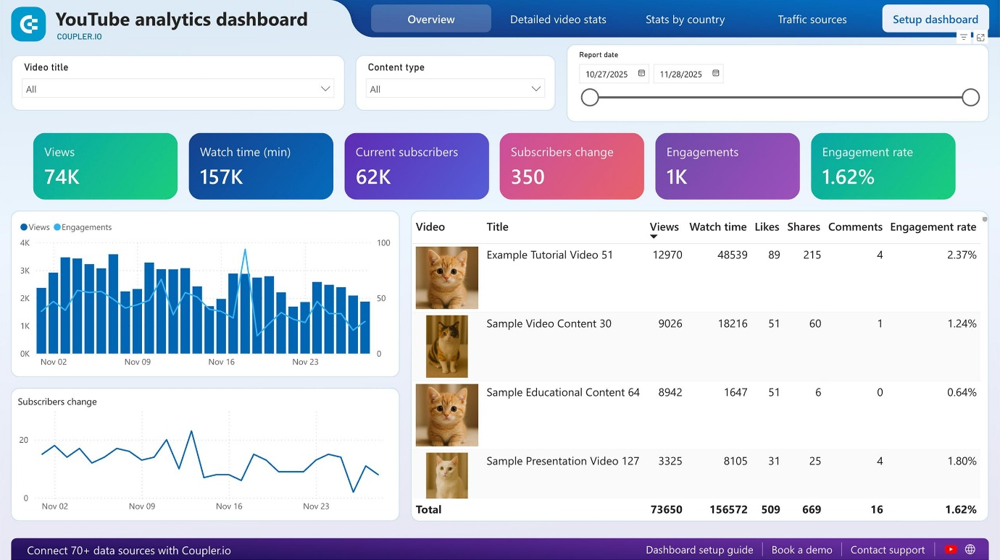 YouTube analytics dashboard
COUPLER.IO
Overview
Detailed video stats
Stats by country
Traffic sources
Setup dashboard
Video title
All
Content type
All
Report date
10/27/2025
11/28/2025
Views
74K
Watch time (min)
157K
Current subscribers
62K
Subscribers change
350
Engagements
1K
Engagement rate
1.62%
Views Engagements
4K
3K
2K
1K
0K
100
50
0
Nov 02 Nov 09 Nov 16 Nov 23
Subscribers change
20
0
Nov 02 Nov 09 Nov 16 Nov 23
Video Title Views Watch time Likes Shares Comments Engagement rate
Example Tutorial Video 51 12970 48539 89 215 4 2.37%
Sample Video Content 30 9026 18216 51 60 1 1.24%
Sample Educational Content 64 8942 1647 51 6 0 0.64%
Sample Presentation Video 127 3325 8105 31 25 4 1.80%
Total 73650 156572 509 669 16 1.62%
Connect 70+ data sources with Coupler.io
Dashboard setup guide
Book a demo
Contact support